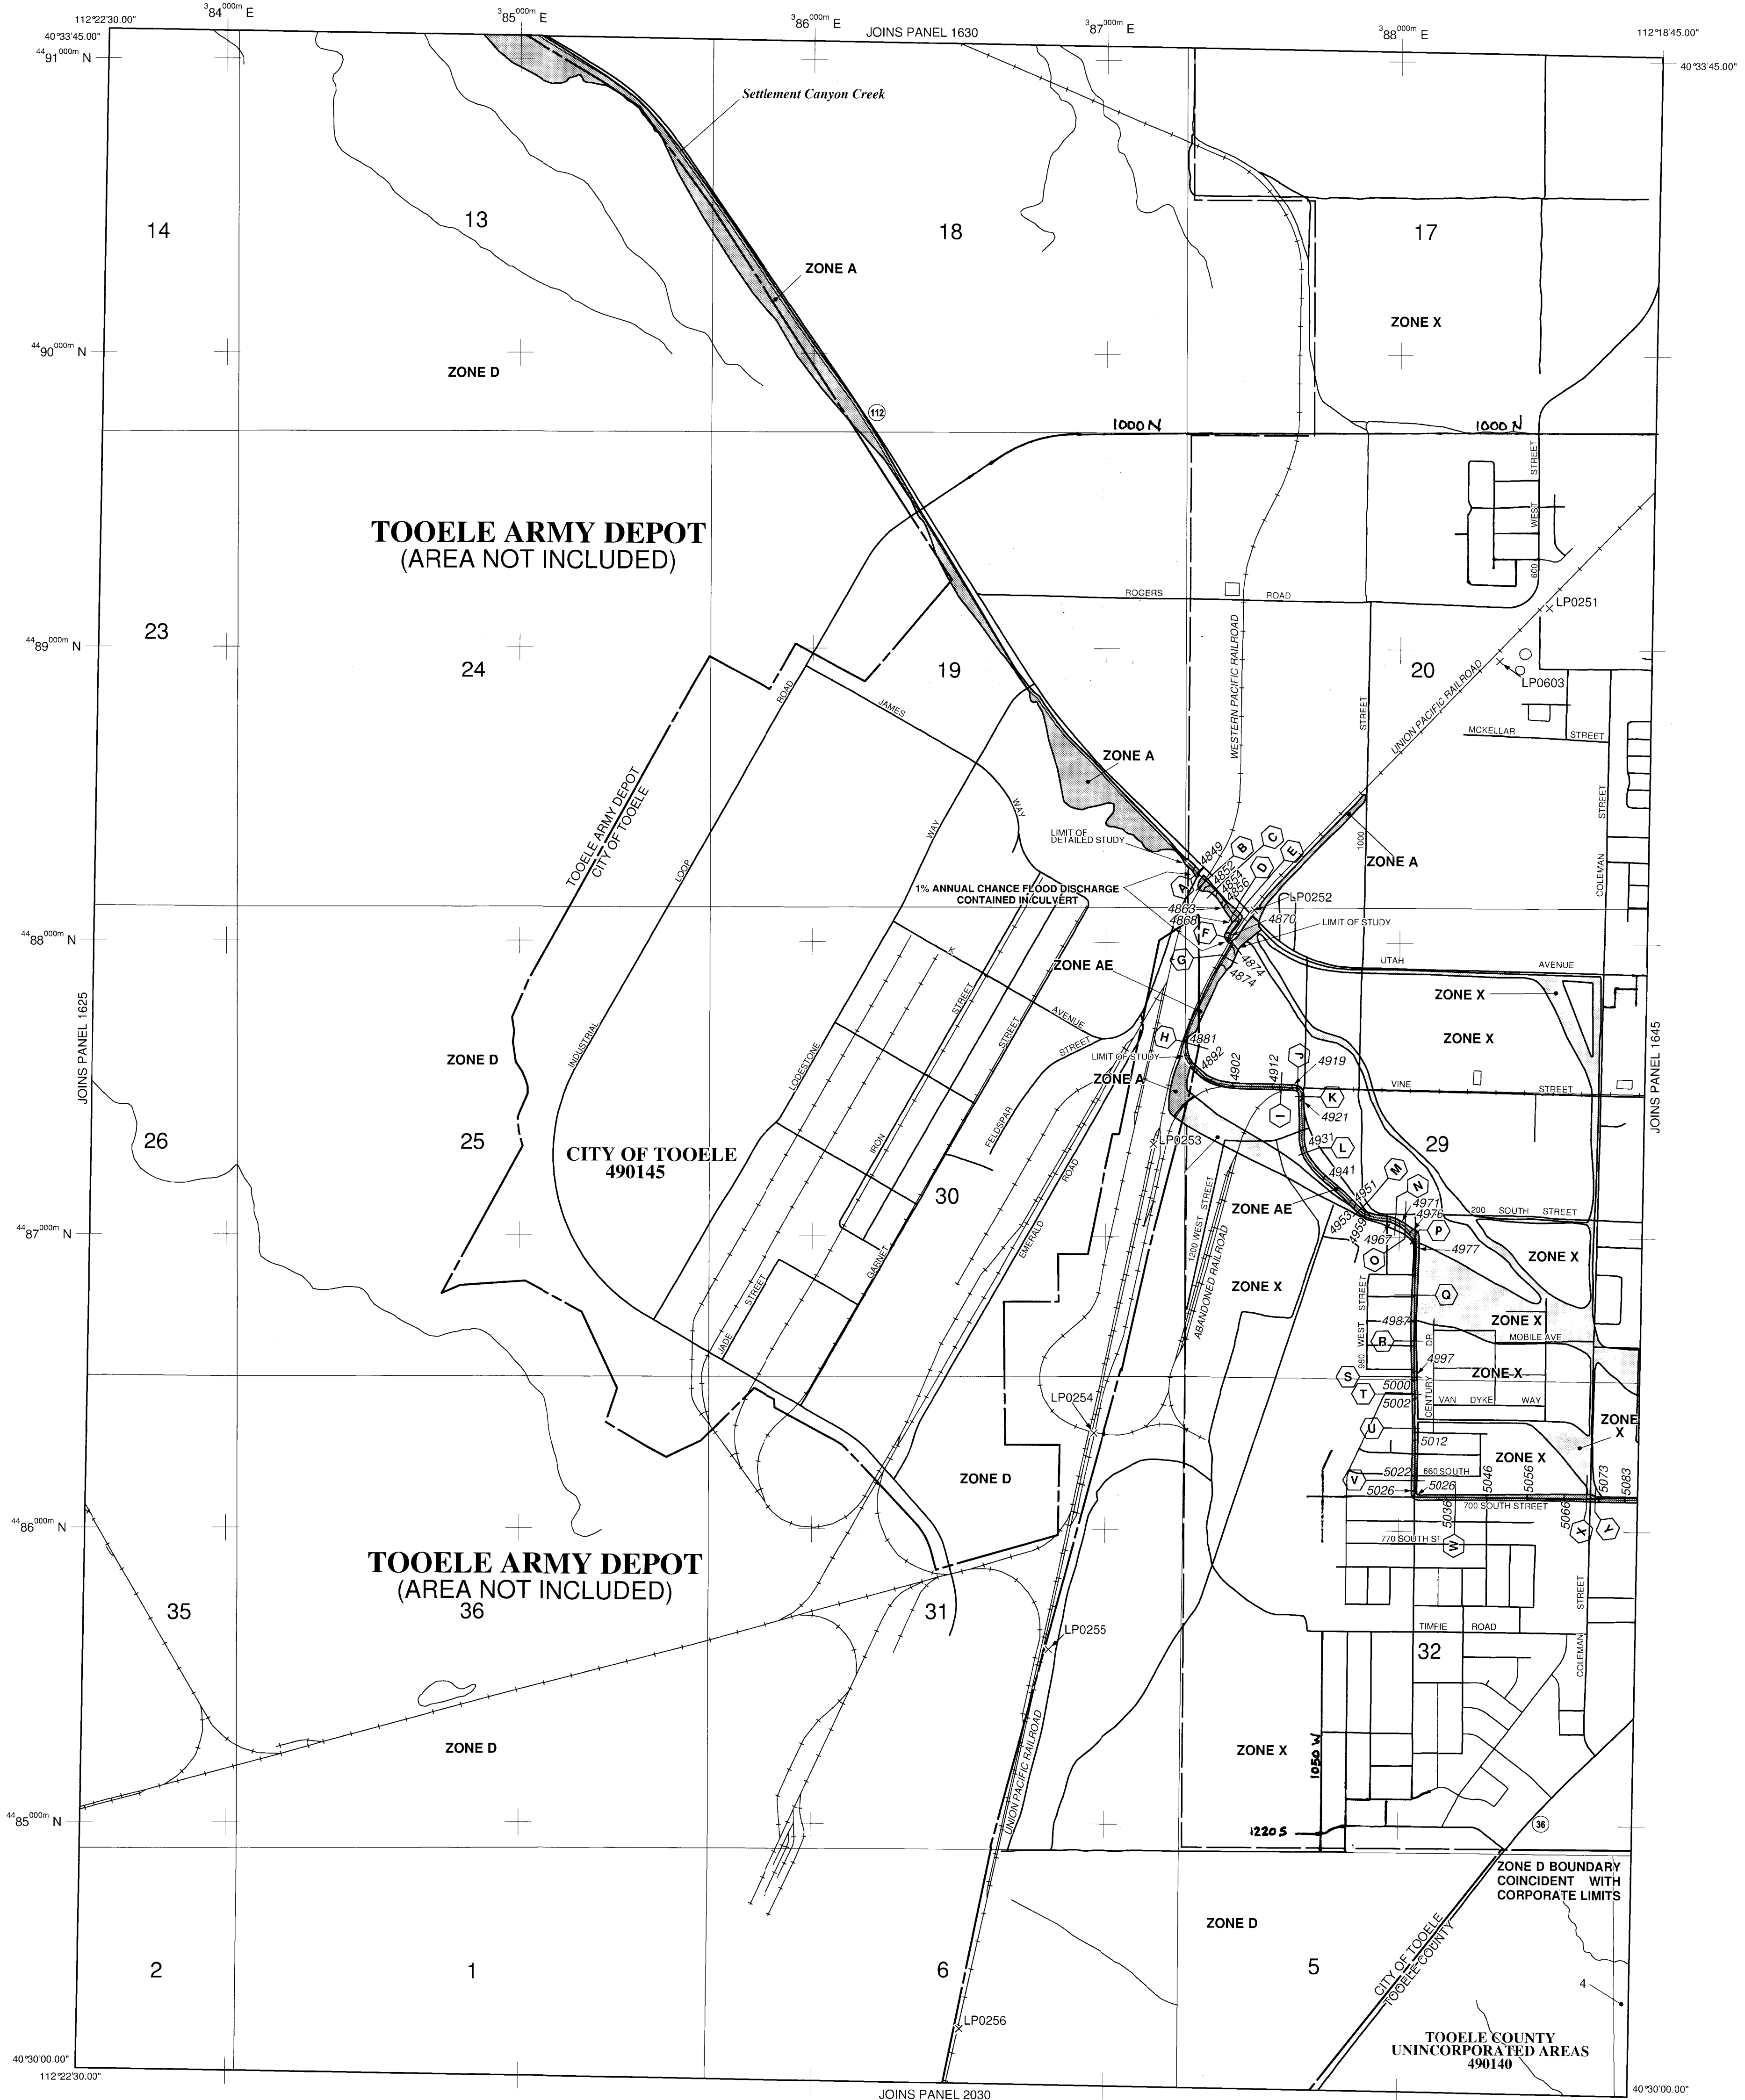 112°22'30.00"
384000m E
385000m E
386000m E
387000m E
388000m E
112°18'45.00"
40°33'45.00"
JOINS PANEL 1630
40°33'45.00"
4491000m N
Settlement Canyon Creek
14
13
18
17
ZONE A
ZONE X
4490000m N
ZONE D
112
1000 N
1000 N
STREET
WEST
600
TOOELE ARMY DEPOT
(AREA NOT INCLUDED)
ROGERS ROAD
LP0251
23
24
19
20
WESTERN PACIFIC RAILROAD
4489000m N
LP0603
ROAD
JAMES
WAY
STREET
UNION PACIFIC RAILROAD
MCKELLAR STREET
ZONE A
TOOELE ARMY DEPOT
CITY OF TOOELE
STREET
COLEMAN
LOOP
WAY
LIMIT OF
DETAILED STUDY
4849
B
C
4852
4854
4856
D
E
1000
ZONE A
A
1% ANNUAL CHANCE FLOOD DISCHARGE
CONTAINED IN CULVERT
LP0252
4863
4868
4870
LIMIT OF STUDY
F
4488000m N
G
4874
4874
UTAH AVENUE
ZONE AE
K AVENUE
ZONE X
ZONE X
STREET
STREET
STREET
INDUSTRIAL
LODESTONE
H
4881
4892
4902
4912
J
4919
LIMIT OF STUDY
JOINS PANEL 1625
JOINS PANEL 1645
ZONE D
ZONE A
VINE STREET
I
K
4921
FELDSPAR
IRON
4931
L
26
25
LP0253
29
CITY OF TOOELE
490145
4941
4951
M
N
30
ROAD
1200 WEST STREET
ZONE AE
4953
4959
4971
4976
200 SOUTH STREET
4967
P
4977
O
4487000m N
EMERALD
GARNET
ABANDONED RAILROAD
ZONE X
ZONE X
STREET
JADE
980 WEST STREET
Q
4987
ZONE X
MOBILE AVE
R
CENTURY DR
4997
ZONE X
S
T
5000
5002
VAN DYKE WAY
LP0254
ZONE
X
U
5012
ZONE X
ZONE D
V
5022
660 SOUTH
5026
5026
5036
5046
5056
5066
5073
5083
700 SOUTH STREET
4486000m N
770 SOUTH ST
W
X
Y
TOOELE ARMY DEPOT
(AREA NOT INCLUDED)
35
36
31
STREET
COLEMAN
LP0255
TIMFIE ROAD
32
UNION PACIFIC RAILROAD
ZONE D
ZONE X
1050 W
4485000m N
1220 S
36
ZONE D BOUNDARY
COINCIDENT WITH
CORPORATE LIMITS
ZONE D
2
1
6
5
4
CITY OF TOOELE
TOOELE COUNTY
LP0256
TOOELE COUNTY
UNINCORPORATED AREAS
490140
40°30'00.00"
112°22'30.00"
JOINS PANEL 2030
40°30'00.00"